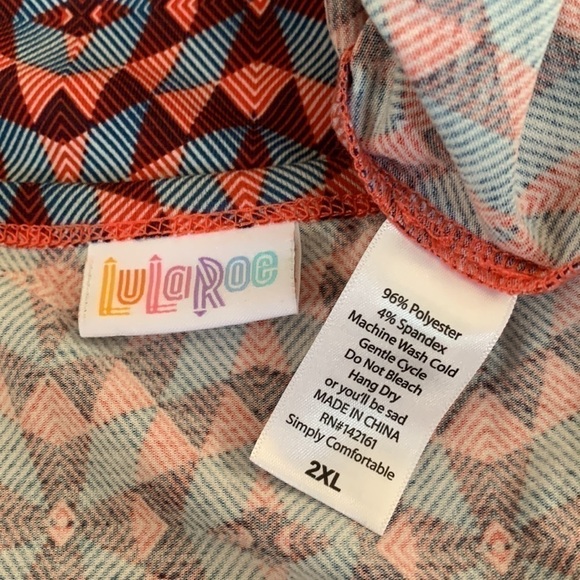 LuLaRoe
96% Polyester
4% Spandex
Machine Wash Cold
Gentle Cycle
Do Not Bleach
Hang Dry
or you'll be sad
MADE IN CHINA
RN#142161
Simply Comfortable
2XL